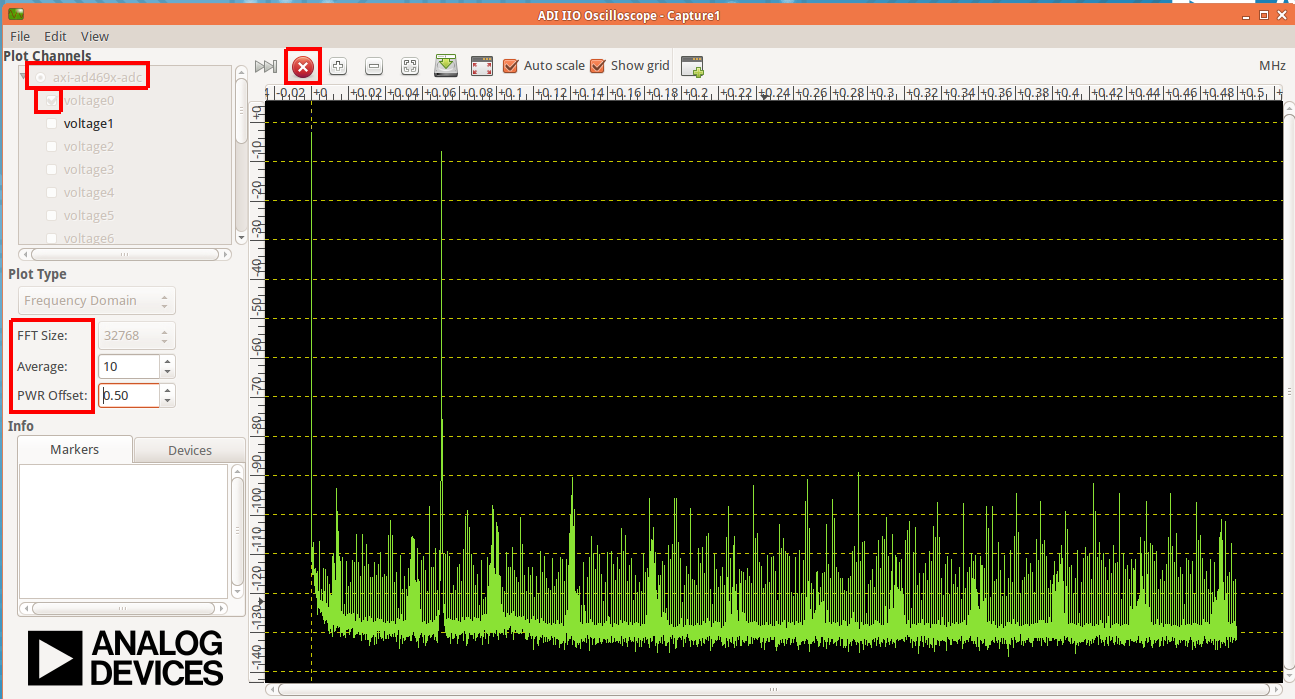 ADI IIO Oscilloscope - Capture1
File Edit View
Plot Channels
axi-ad469x-adc
voltage0
voltage1
voltage2
voltage3
voltage4
voltage5
voltage6
Plot Type
Frequency Domain
FFT Size: 32768
Average: 10
PWR Offset: 0.50
Info
Markers Devices
ANALOG
DEVICES
Auto scale Show grid MHz
-0.02 +0 +0.02 +0.04 +0.06 +0.08 +0.1 +0.12 +0.14 +0.16 +0.18 +0.2 +0.22 +0.24 +0.26 +0.28 +0.3 +0.32 +0.34 +0.36 +0.38 +0.4 +0.42 +0.44 +0.46 +0.48 +0.5
+0
-10
-20
-30
-40
-50
-60
-70
-80
-90
-100
-110
-120
-130
-140